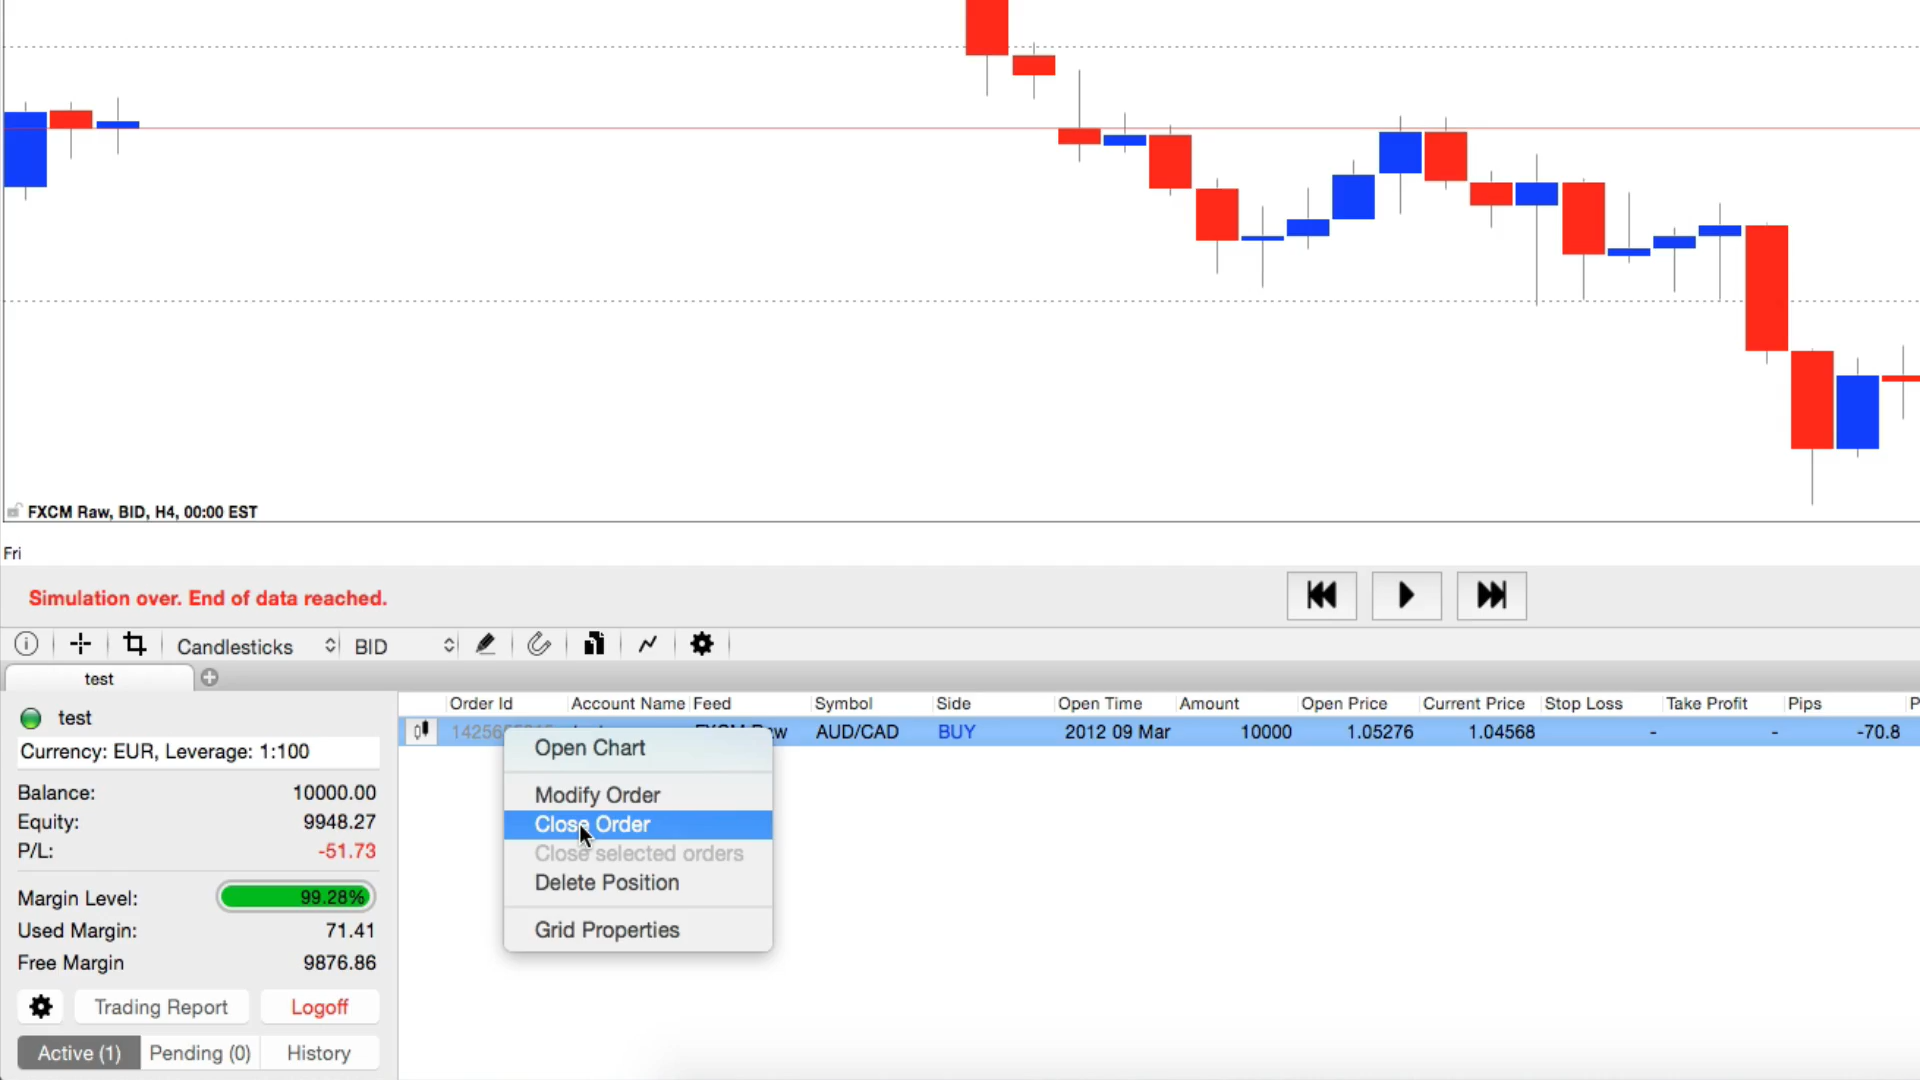 FXCM Raw, BID, H4, 00:00 EST
Fri
Simulation over. End of data reached.
Candlesticks BID
test
Order Id Account Name Feed Symbol Side Open Time Amount Open Price Current Price Stop Loss Take Profit Pips P
AUD/CAD BUY 2012 09 Mar 10000 1.05276 1.04568 - - -70.8
test
Currency: EUR, Leverage: 1:100
Balance: 10000.00
Equity: 9948.27
P/L: -51.73
Margin Level: 99.28%
Used Margin: 71.41
Free Margin 9876.86
Trading Report Logoff
Active (1) Pending (0) History
Open Chart
Modify Order
Close Order
Close selected orders
Delete Position
Grid Properties